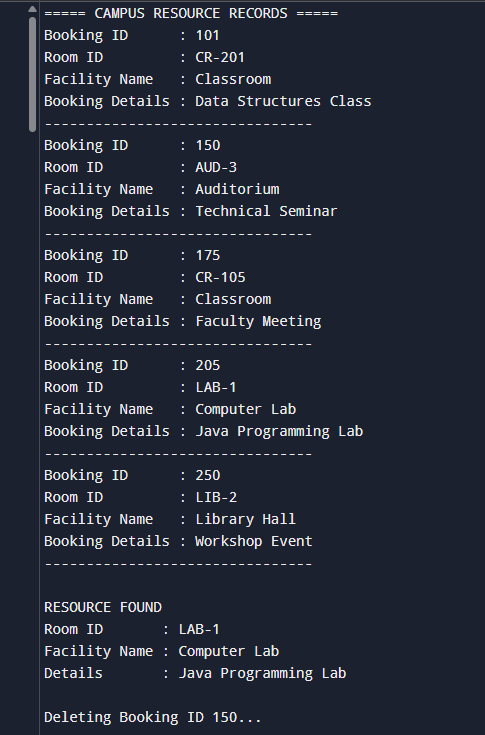 ===== CAMPUS RESOURCE RECORDS =====
Booking ID      : 101
Room ID         : CR-201
Facility Name   : Classroom
Booking Details : Data Structures Class
--------------------------------
Booking ID      : 150
Room ID         : AUD-3
Facility Name   : Auditorium
Booking Details : Technical Seminar
--------------------------------
Booking ID      : 175
Room ID         : CR-105
Facility Name   : Classroom
Booking Details : Faculty Meeting
--------------------------------
Booking ID      : 205
Room ID         : LAB-1
Facility Name   : Computer Lab
Booking Details : Java Programming Lab
--------------------------------
Booking ID      : 250
Room ID         : LIB-2
Facility Name   : Library Hall
Booking Details : Workshop Event
--------------------------------
RESOURCE FOUND
Room ID       : LAB-1
Facility Name : Computer Lab
Details       : Java Programming Lab
Deleting Booking ID 150...